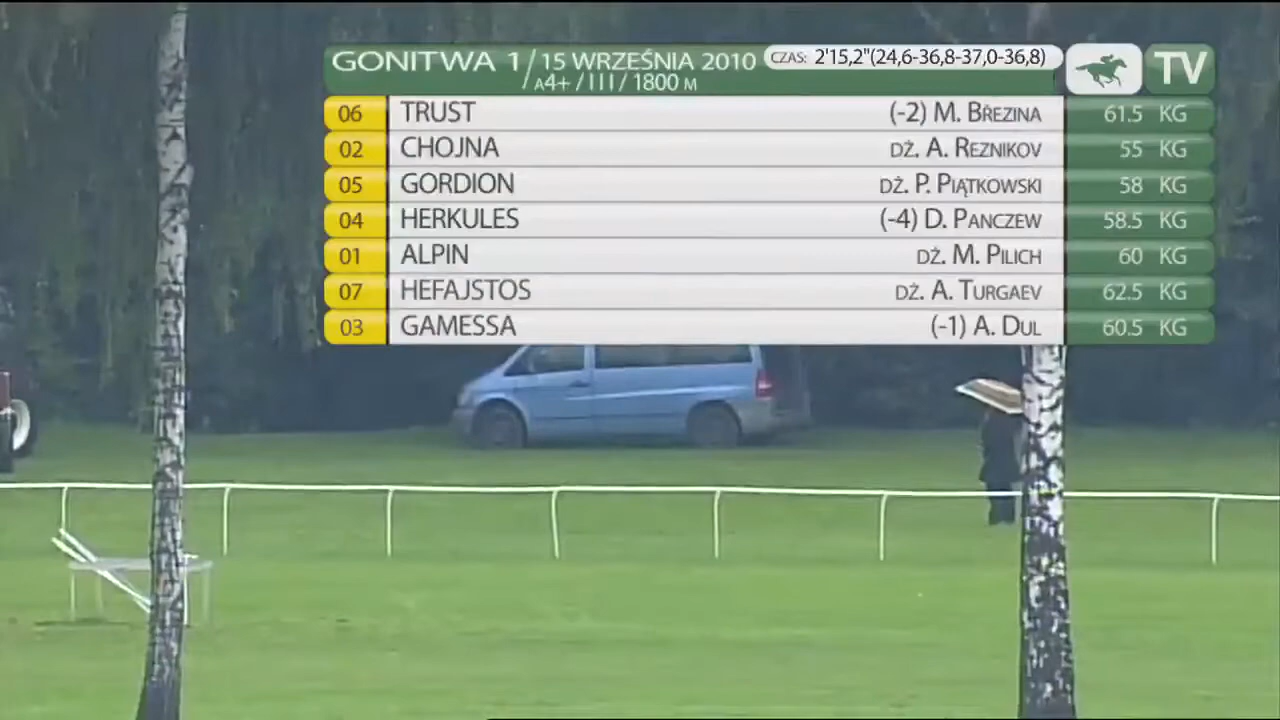 GONITWA 1 / 15 WRZEŚNIA 2010 CZAS: 2'15,2"(24,6-36,8-37,0-36,8) TV
A4+ / III / 1800 M
06 TRUST (-2) M. BŘEZINA 61.5 KG
02 CHOJNA DŻ. A. REZNIKOV 55 KG
05 GORDION DŻ. P. PIĄTKOWSKI 58 KG
04 HERKULES (-4) D. PANCZEW 58.5 KG
01 ALPIN DŻ. M. PILICH 60 KG
07 HEFAJSTOS DŻ. A. TURGAEV 62.5 KG
03 GAMESSA (-1) A. DUL 60.5 KG